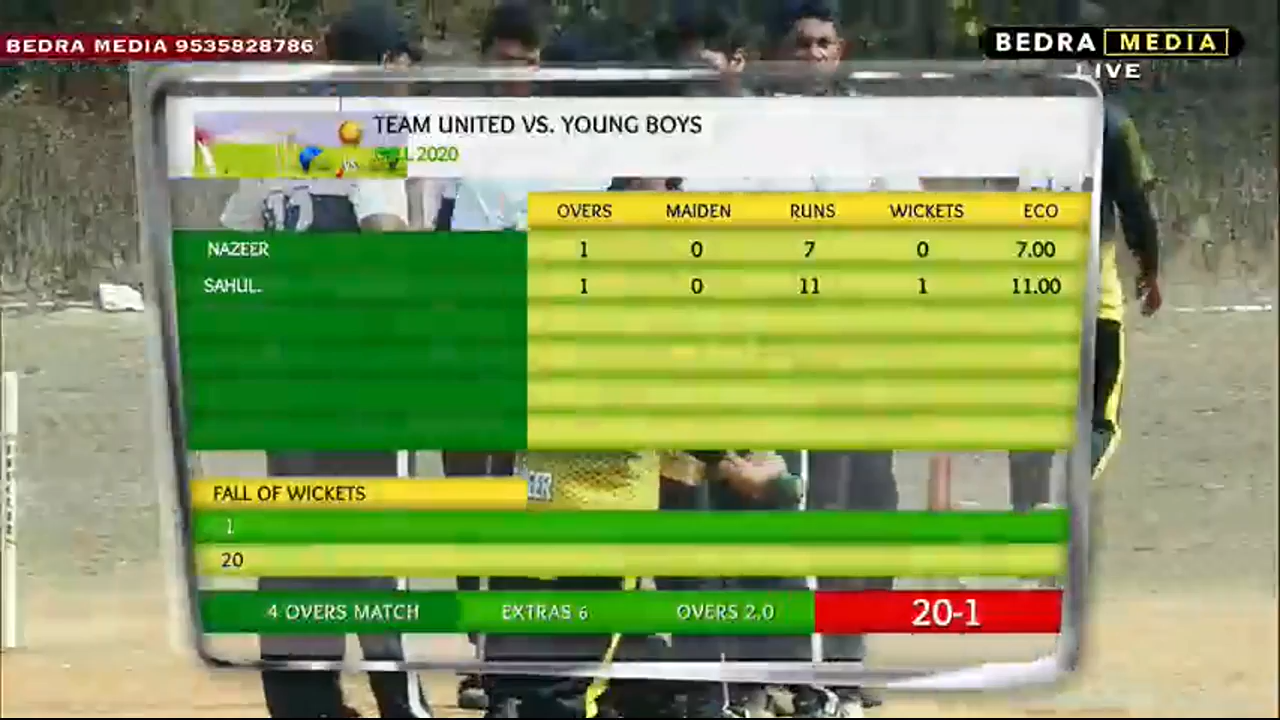 BEDRA MEDIA 9535828786
BEDRA MEDIA
LIVE
TEAM UNITED VS. YOUNG BOYS
2020
OVERS MAIDEN RUNS WICKETS ECO
NAZEER 1 0 7 0 7.00
SAHUL. 1 0 11 1 11.00
FALL OF WICKETS
1
20
4 OVERS MATCH EXTRAS 6 OVERS 2.0 20-1